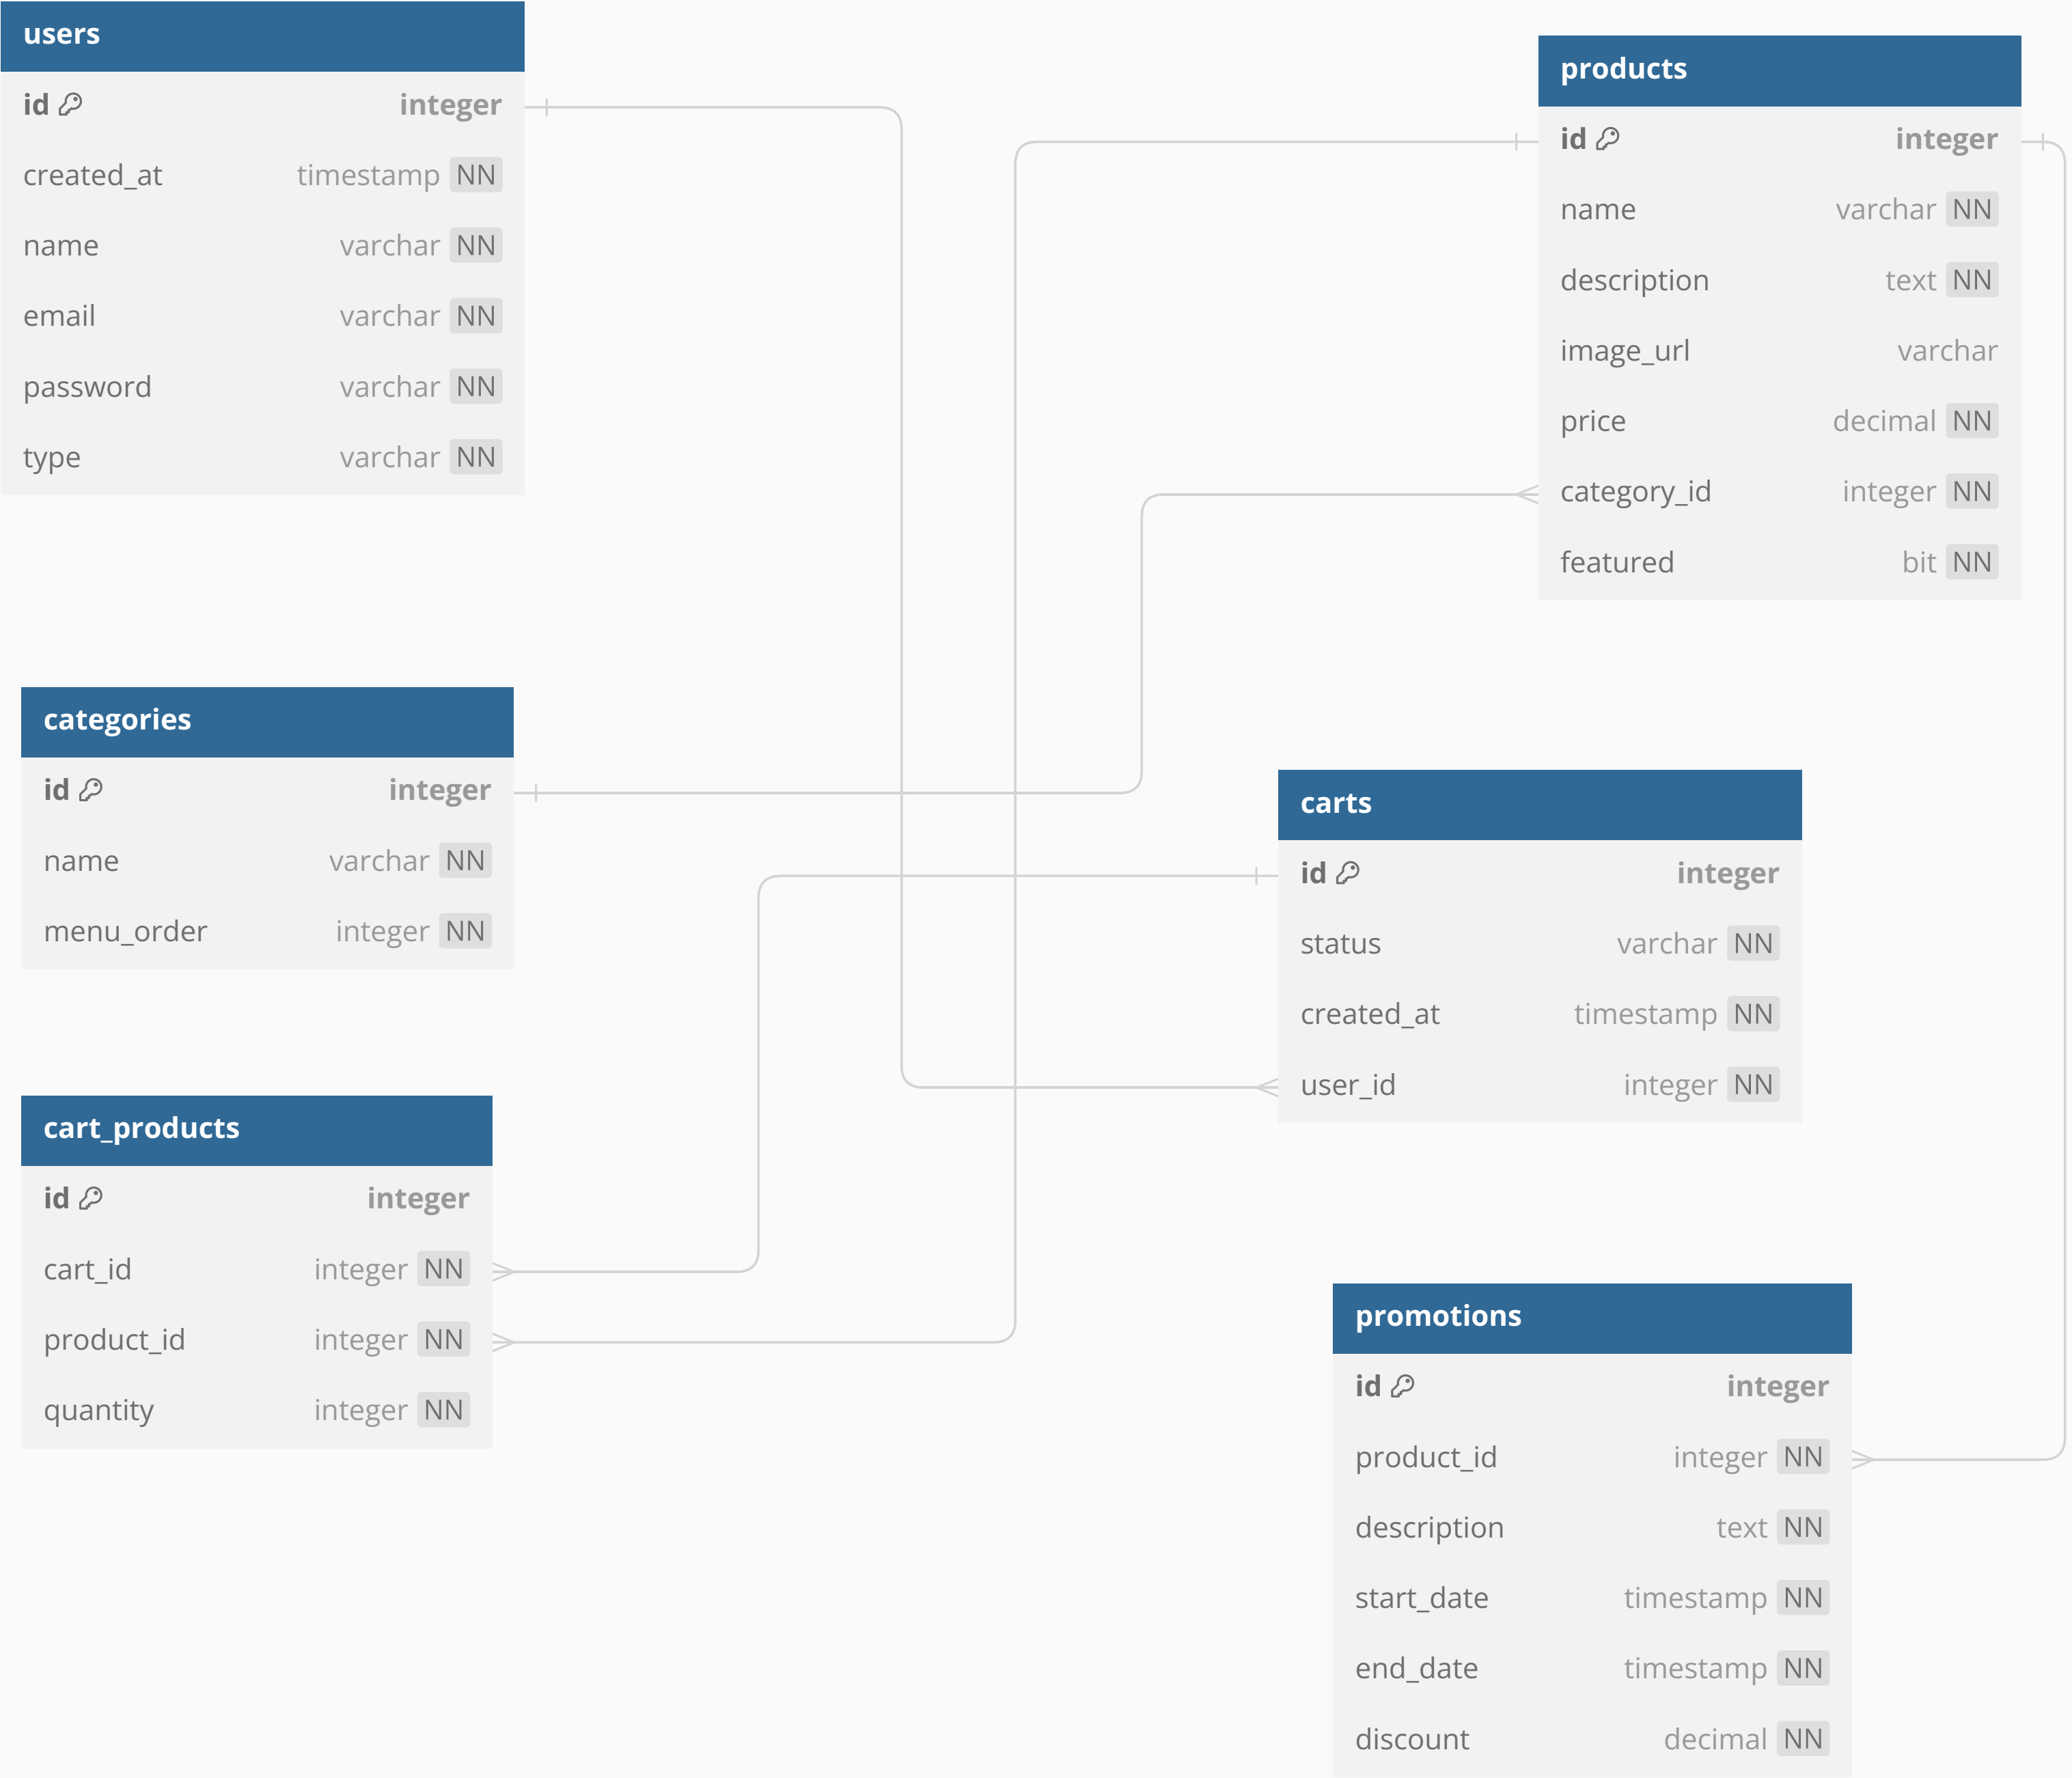 users
id integer
created_at timestamp NN
name varchar NN
email varchar NN
password varchar NN
type varchar NN
products
id integer
name varchar NN
description text NN
image_url varchar
price decimal NN
category_id integer NN
featured bit NN
categories
id integer
name varchar NN
menu_order integer NN
carts
id integer
status varchar NN
created_at timestamp NN
user_id integer NN
cart_products
id integer
cart_id integer NN
product_id integer NN
quantity integer NN
promotions
id integer
product_id integer NN
description text NN
start_date timestamp NN
end_date timestamp NN
discount decimal NN